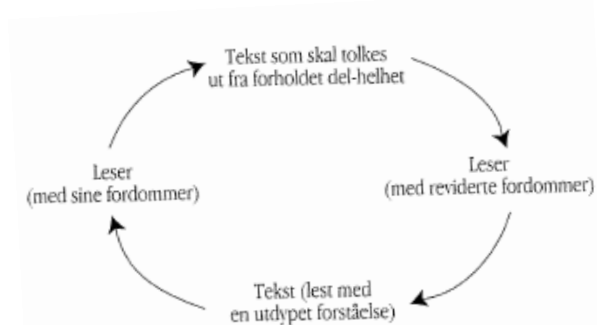 Tekst som skal tolkes
ut fra forholdet del-helhet
Leser
(med sine fordommer)
Leser
(med reviderte fordommer)
Tekst (lest med
en utdypet forståelse)